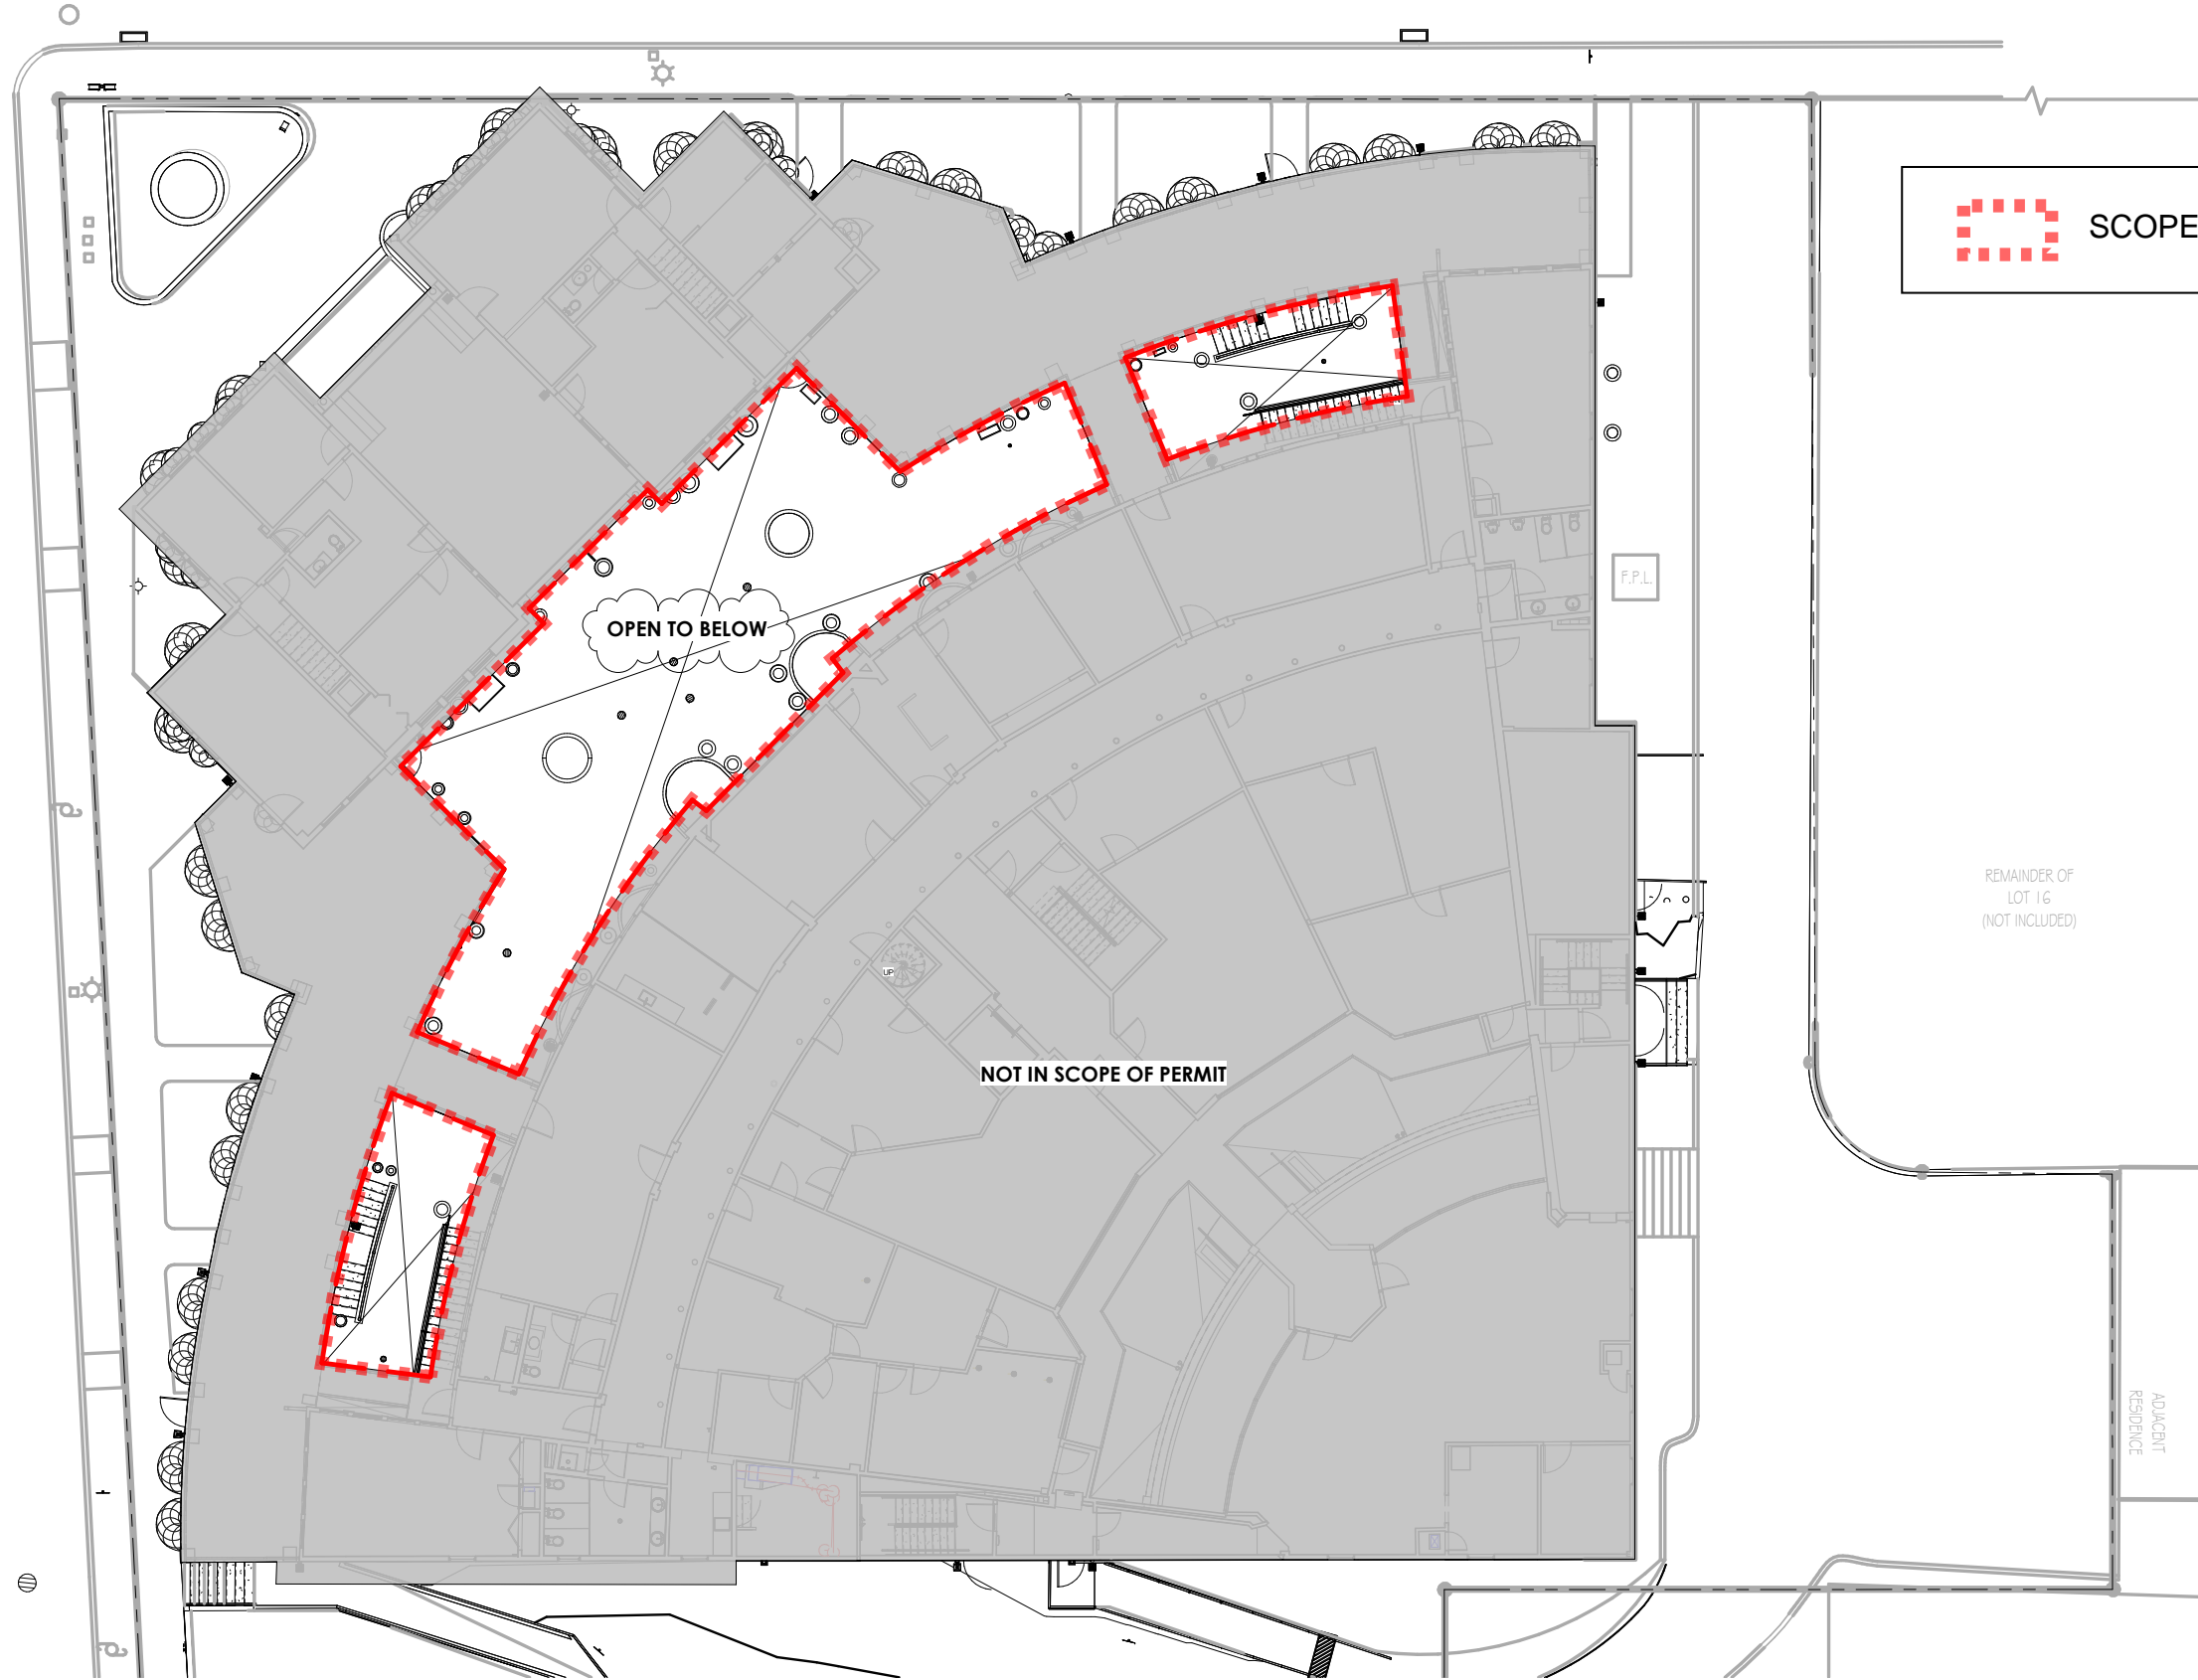 SCOPE
F.P.L.
OPEN TO BELOW
REMAINDER OF
LOT 16
(NOT INCLUDED)
UP
NOT IN SCOPE OF PERMIT
ADJACENT
RESIDENCE